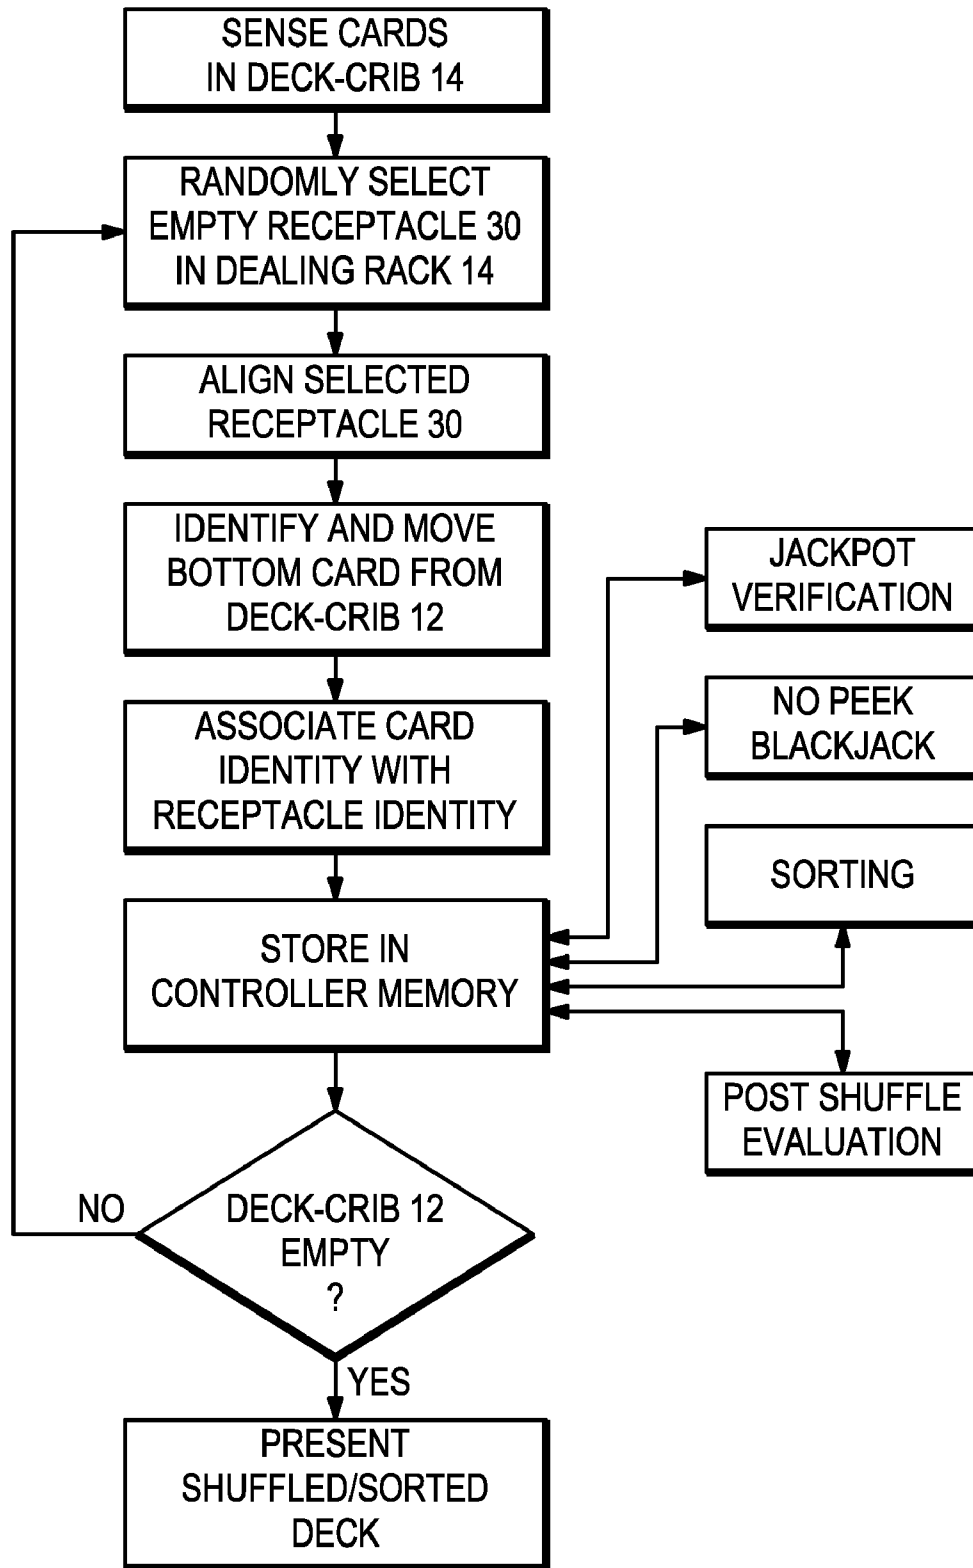 SENSE CARDS
IN DECK-CRIB 14
RANDOMLY SELECT
EMPTY RECEPTACLE 30
IN DEALING RACK 14
ALIGN SELECTED
RECEPTACLE 30
IDENTIFY AND MOVE
BOTTOM CARD FROM
DECK-CRIB 12
ASSOCIATE CARD
IDENTITY WITH
RECEPTACLE IDENTITY
STORE IN
CONTROLLER MEMORY
JACKPOT
VERIFICATION
NO PEEK
BLACKJACK
SORTING
POST SHUFFLE
EVALUATION
DECK-CRIB 12
EMPTY
?
NO
YES
PRESENT
SHUFFLED/SORTED
DECK